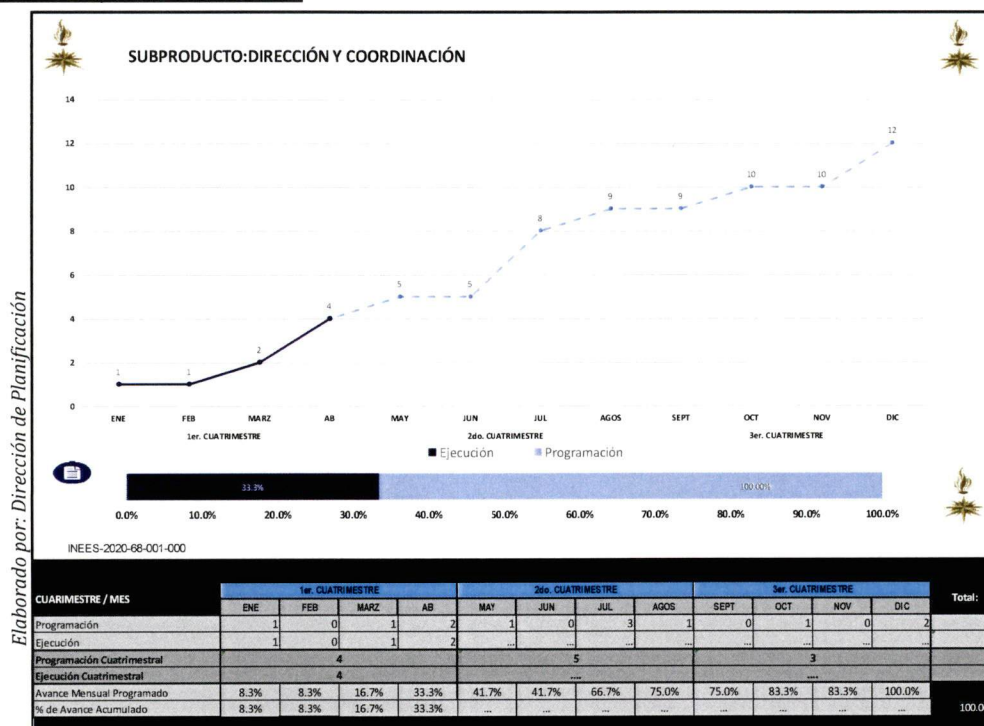 SUBPRODUCTO:DIRECCIÓN Y COORDINACIÓN
14
12
10
8
6
4
2
0
1 1 2 4 5 5 8 9 9 10 10 12
ENE FEB MARZ AB MAY JUN JUL AGOS SEPT OCT NOV DIC
1er. CUATRIMESTRE 2do. CUATRIMESTRE 3er. CUATRIMESTRE
Ejecución Programación
33.3% 100.00%
0.0% 10.0% 20.0% 30.0% 40.0% 50.0% 60.0% 70.0% 80.0% 90.0% 100.0%
INEES-2020-68-001-000
Elaborado por: Dirección de Planificación
CUARIMESTRE / MES 1er. CUATRIMESTRE 2do. CUATRIMESTRE 3er. CUATRIMESTRE Total:
ENE FEB MARZ AB MAY JUN JUL AGOS SEPT OCT NOV DIC
Programación 1 0 1 2 1 0 3 1 0 1 0 2
Ejecución 1 0 1 2 ... ... ... ... ... ... ... ...
Programación Cuatrimestral 4 5 3
Ejecución Cuatrimestral 4 .... ....
Avance Mensual Programado 8.3% 8.3% 16.7% 33.3% 41.7% 41.7% 66.7% 75.0% 75.0% 83.3% 83.3% 100.0%
% de Avance Acumulado 8.3% 8.3% 16.7% 33.3% ... ... ... ... ... ... ... ... 100.0